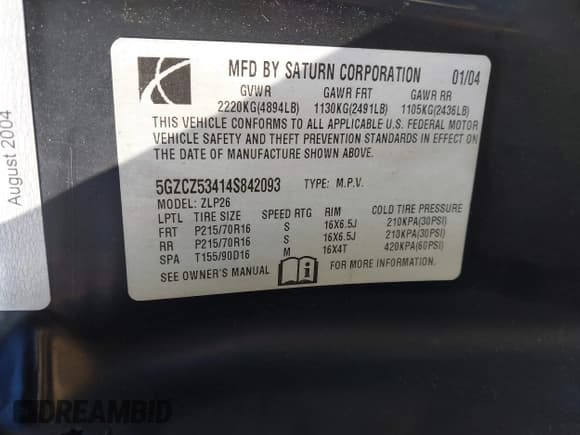 August 2004
MFD BY SATURN CORPORATION 01/04
GVWR GAWR FRT GAWR RR
2220KG(4894LB) 1130KG(2491LB) 1105KG(2436LB)
THIS VEHICLE CONFORMS TO ALL APPLICABLE U.S. FEDERAL MOTOR
VEHICLE SAFETY AND THEFT PREVENTION STANDARDS IN EFFECT ON
THE DATE OF MANUFACTURE SHOWN ABOVE.
5GZCZ53414S842093 TYPE: M.P.V.
MODEL: ZLP26
LPTL TIRE SIZE SPEED RTG RIM COLD TIRE PRESSURE
FRT P215/70R16 S 16X6.5J 210KPA(30PSI)
RR P215/70R16 S 16X6.5J 210KPA(30PSI)
SPA T155/90D16 M 16X4T 420KPA(60PSI)
SEE OWNER'S MANUAL FOR MORE INFORMATION.
DREAMBID